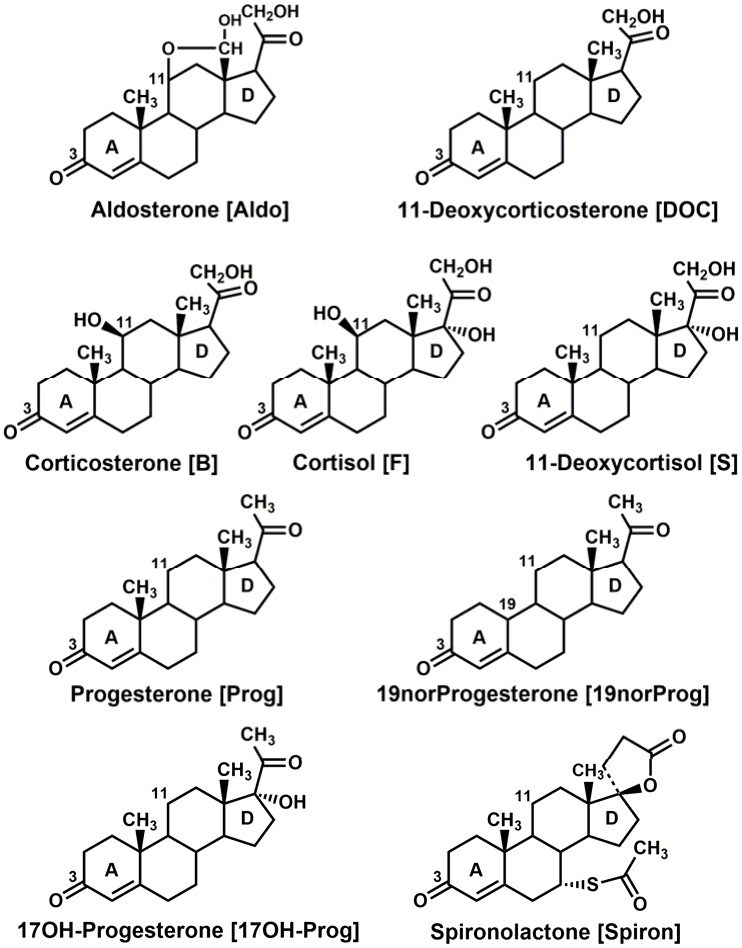 OH CH₂OH
O CH O
11
CH₃ D
3 A
O
Aldosterone [Aldo]
CH₂OH
CH₃ O
11
CH₃ D
3 A
O
11-Deoxycorticosterone [DOC]
CH₂OH
CH₃ O
HO 11
CH₃ D
3 A
O
Corticosterone [B]
CH₂OH
CH₃ O
HO 11 OH
CH₃ D
3 A
O
Cortisol [F]
CH₂OH
CH₃ O
11 OH
CH₃ D
3 A
O
11-Deoxycortisol [S]
CH₃
CH₃ O
11
CH₃ D
3 A
O
Progesterone [Prog]
CH₃
CH₃ O
11
19 D
3 A
O
19norProgesterone [19norProg]
CH₃
CH₃ O
11 OH
CH₃ D
3 A
O
17OH-Progesterone [17OH-Prog]
O
CH₃ O
11
CH₃ D
CH₃
3 A S
O O
Spironolactone [Spiron]